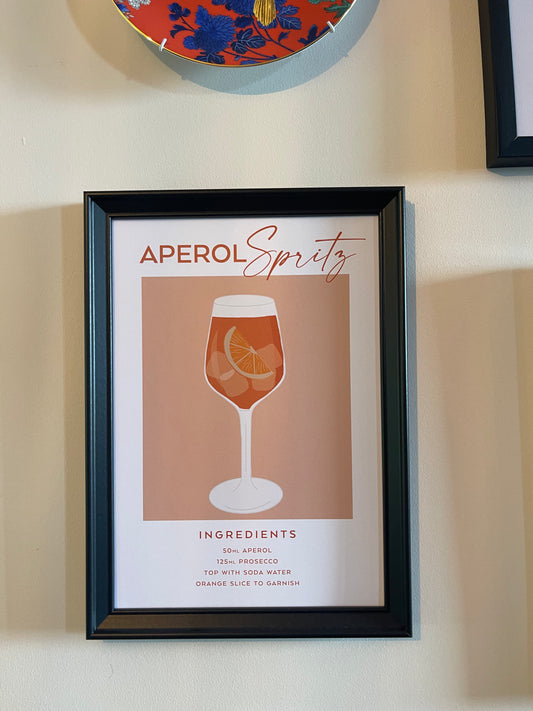 APEROL Spritz
INGREDIENTS
50ML APEROL
125ML PROSECCO
TOP WITH SODA WATER
ORANGE SLICE TO GARNISH